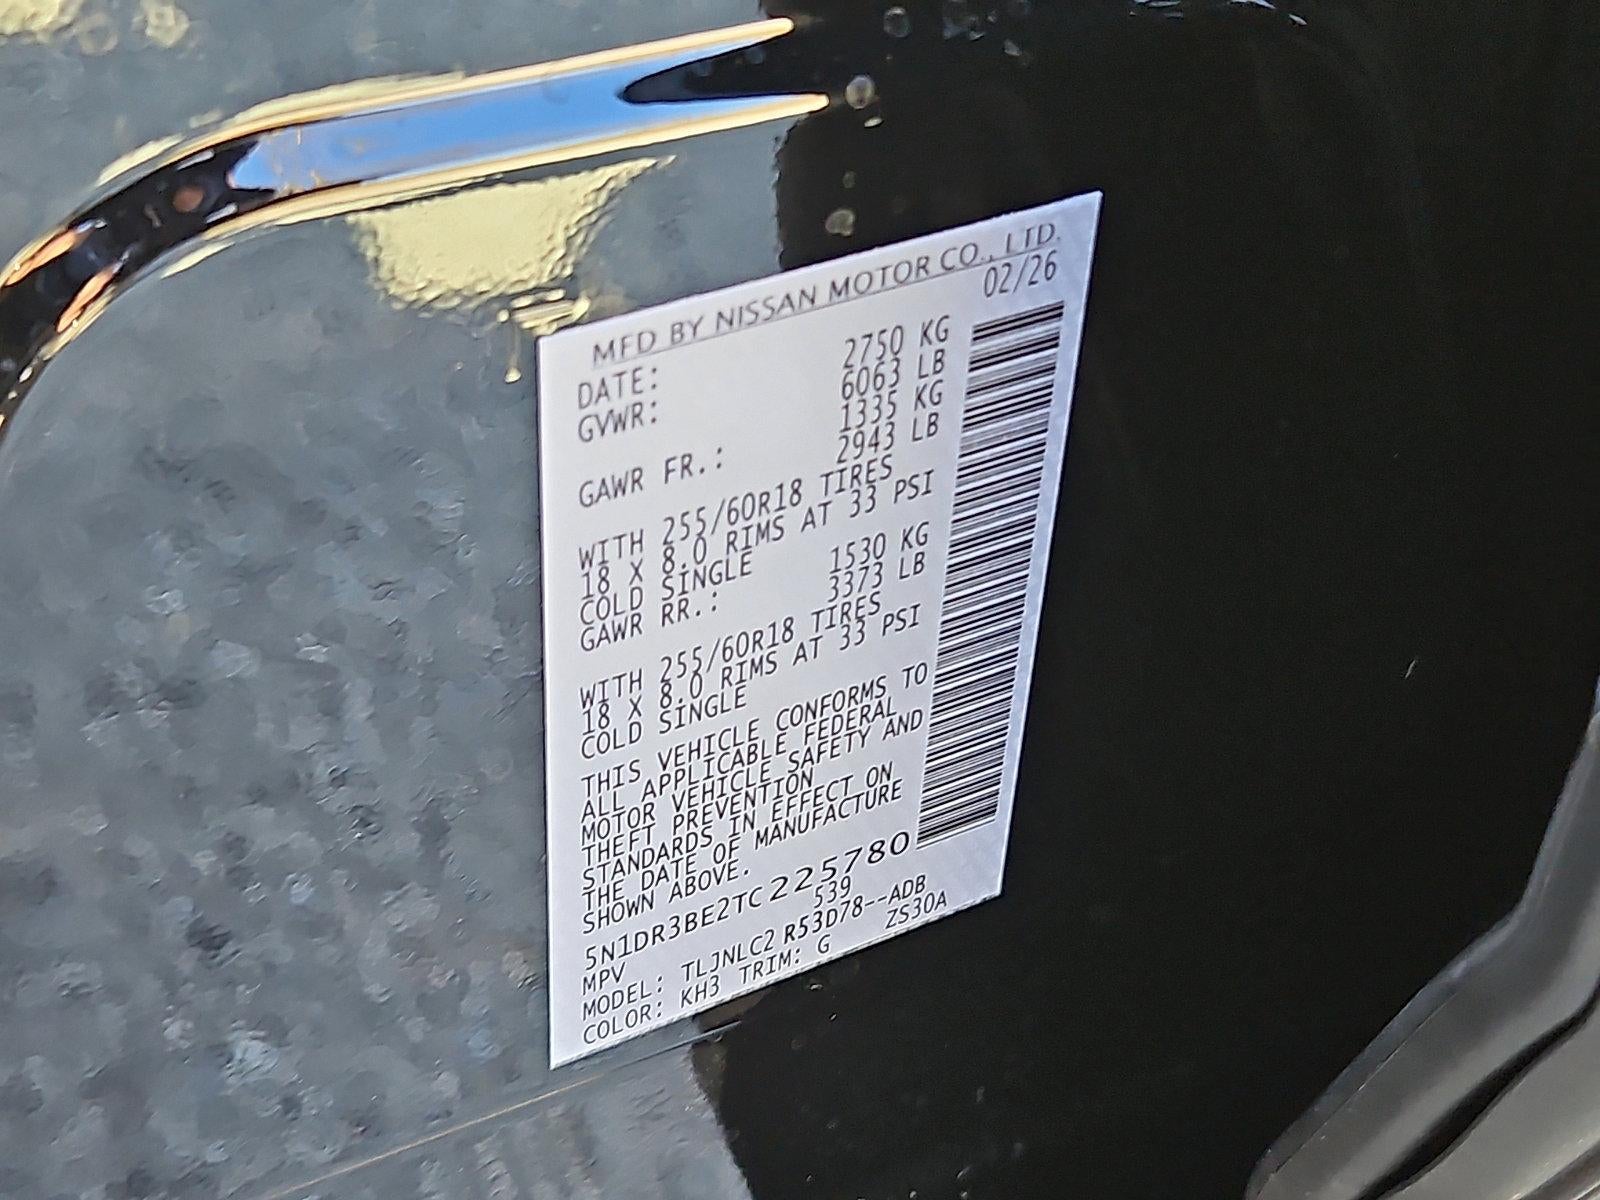 MFD BY NISSAN MOTOR CO., LTD.
DATE: 02/26
GVWR: 2750 KG
6063 LB
GAWR FR.: 1335 KG
2943 LB
WITH 255/60R18 TIRES
18 X 8.0 RIMS AT 33 PSI
COLD SINGLE
GAWR RR.: 1530 KG
3373 LB
WITH 255/60R18 TIRES
18 X 8.0 RIMS AT 33 PSI
COLD SINGLE
THIS VEHICLE CONFORMS TO
ALL APPLICABLE FEDERAL
MOTOR VEHICLE SAFETY AND
THEFT PREVENTION
STANDARDS IN EFFECT ON
THE DATE OF MANUFACTURE
SHOWN ABOVE.
5N1DR3BE2TC225780
MPV 539
MODEL: TLJNLC2 R53D78--ADB
COLOR: KH3 TRIM: G ZS30A